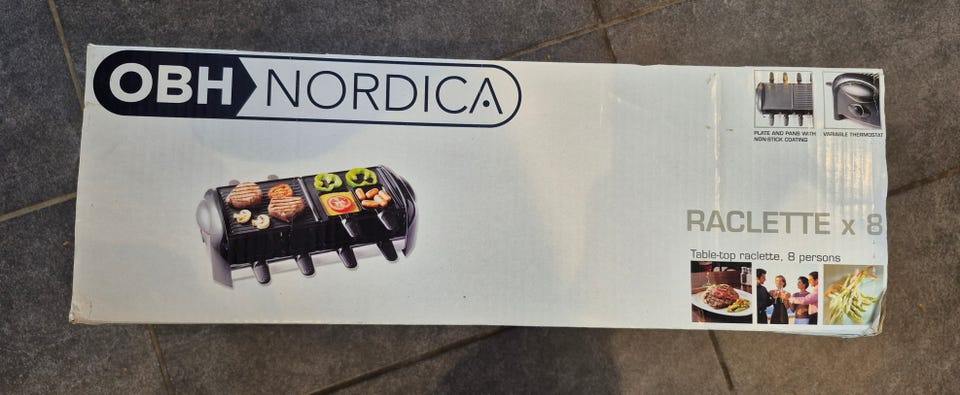 OBH NORDICA
PLATE AND PANS WITH
NON-STICK COATING
VARIABLE THERMOSTAT
RACLETTE x 8
Table-top raclette, 8 persons